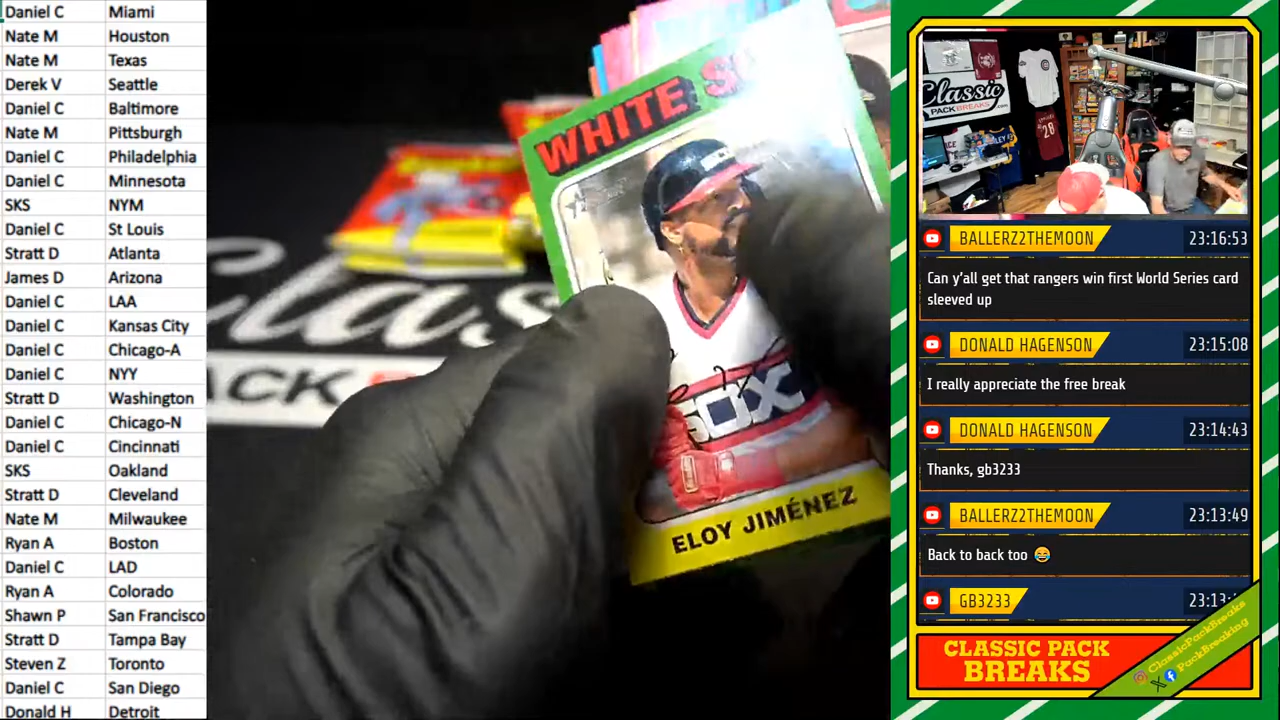 Daniel C Miami
Nate M Houston
Nate M Texas
Derek V Seattle
Daniel C Baltimore
Nate M Pittsburgh
Daniel C Philadelphia
Daniel C Minnesota
SKS NYM
Daniel C St Louis
Stratt D Atlanta
James D Arizona
Daniel C LAA
Daniel C Kansas City
Daniel C Chicago-A
Daniel C NYY
Stratt D Washington
Daniel C Chicago-N
Daniel C Cincinnati
SKS Oakland
Stratt D Cleveland
Nate M Milwaukee
Ryan A Boston
Daniel C LAD
Ryan A Colorado
Shawn P San Francisco
Stratt D Tampa Bay
Steven Z Toronto
Daniel C San Diego
Donald H Detroit
WHITE
SOX
ELOY JIMÉNEZ
Classic
PACK BREAKS
28
BALLERZ2THEMOON 23:16:53
Can y'all get that rangers win first World Series card
sleeved up
DONALD HAGENSON 23:15:08
I really appreciate the free break
DONALD HAGENSON 23:14:43
Thanks, gb3233
BALLERZ2THEMOON 23:13:49
Back to back too 😂
GB3233 23:13:
CLASSIC PACK
BREAKS
ClassicPackBreaks
PackBreaking